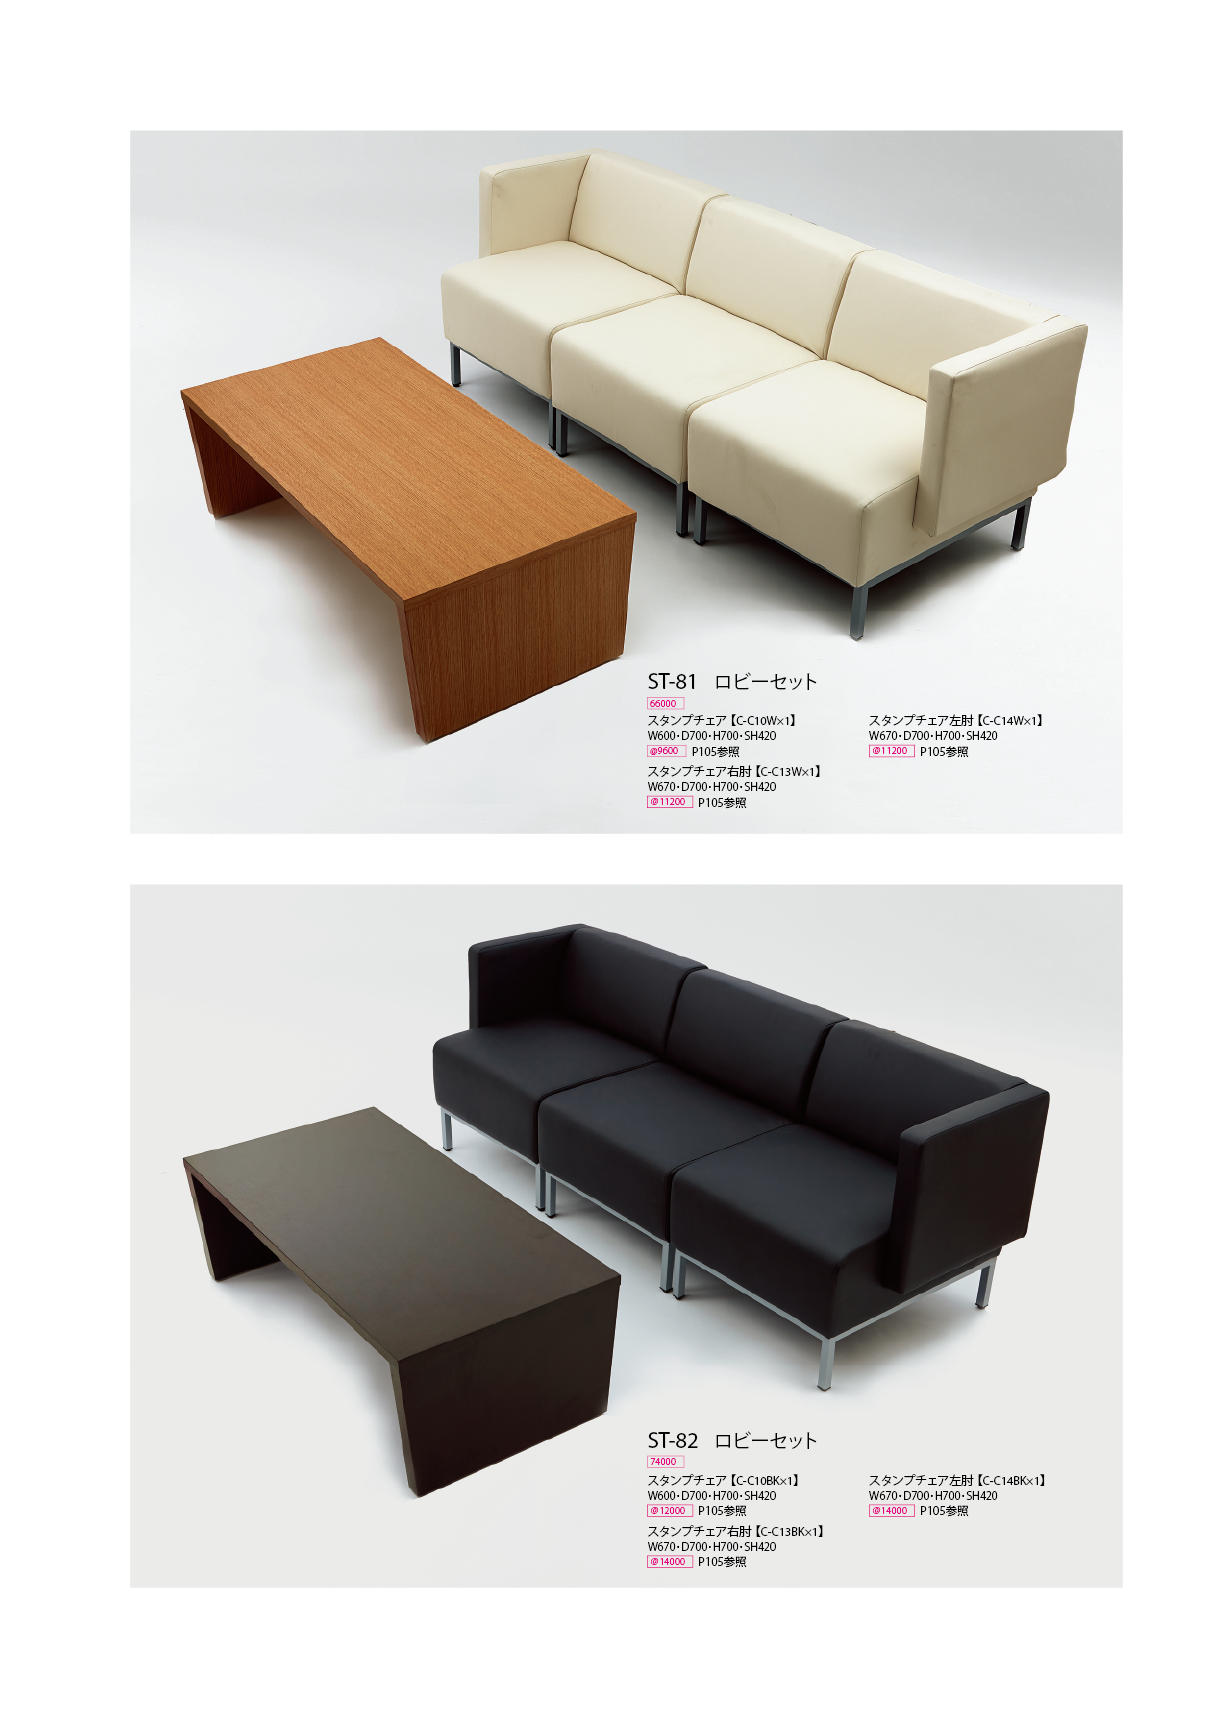 ST-81 ロビーセット
66000
スタンプチェア【C-C10W×1】
W600・D700・H700・SH420
@9600 P105参照
スタンプチェア右肘【C-C13W×1】
W670・D700・H700・SH420
@11200 P105参照
スタンプチェア左肘【C-C14W×1】
W670・D700・H700・SH420
@11200 P105参照
ST-82 ロビーセット
74000
スタンプチェア【C-C10BK×1】
W600・D700・H700・SH420
@12000 P105参照
スタンプチェア右肘【C-C13BK×1】
W670・D700・H700・SH420
@14000 P105参照
スタンプチェア左肘【C-C14BK×1】
W670・D700・H700・SH420
@14000 P105参照